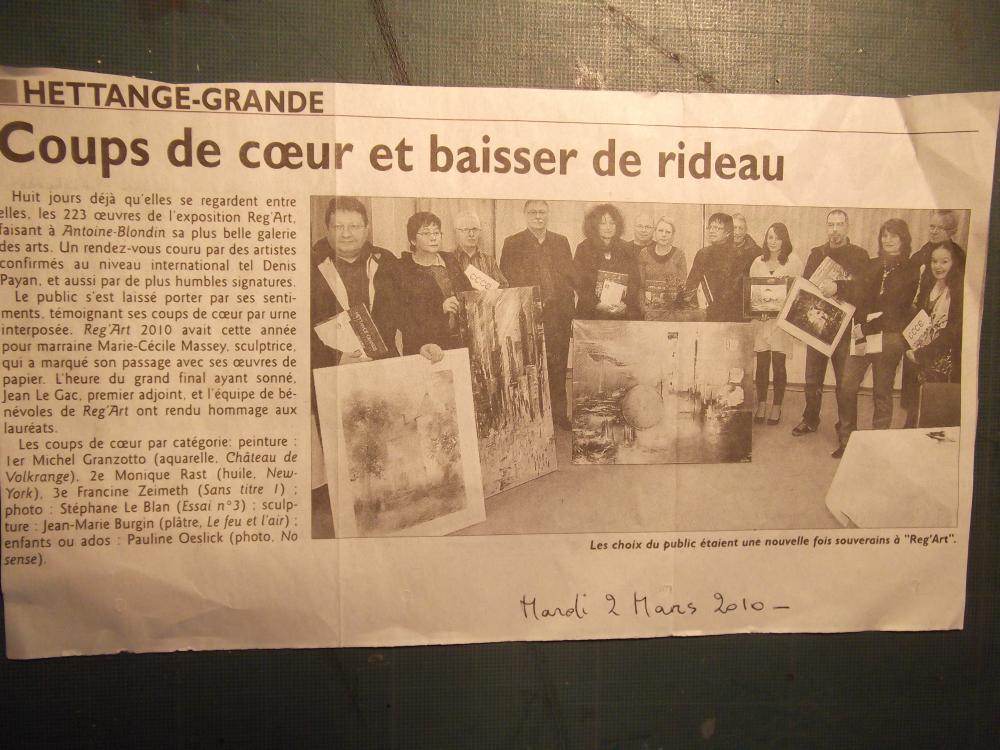 HETTANGE-GRANDE
Coups de cœur et baisser de rideau
Huit jours déjà qu'elles se regardent entre
elles, les 223 œuvres de l'exposition Reg'Art,
faisant à Antoine-Blondin sa plus belle galerie
des arts. Un rendez-vous couru par des artistes
confirmés au niveau international tel Denis
Payan, et aussi par de plus humbles signatures.
Le public s'est laissé porter par ses senti-
ments, témoignant ses coups de cœur par urne
interposée. Reg'Art 2010 avait cette année
pour marraine Marie-Cécile Massey, sculptrice,
qui a marqué son passage avec ses œuvres de
papier. L'heure du grand final ayant sonné,
Jean Le Gac, premier adjoint, et l'équipe de bé-
névoles de Reg'Art ont rendu hommage aux
lauréats.
Les coups de cœur par catégorie: peinture :
1er Michel Granzotto (aquarelle, Château de
Volkrange), 2e Monique Rast (huile, New-
York), 3e Francine Zeimeth (Sans titre I) ;
photo : Stéphane Le Blan (Essai n°3) ; sculp-
ture : Jean-Marie Burgin (plâtre, Le feu et l'air) ;
enfants ou ados : Pauline Oeslick (photo, No
sense).
Les choix du public étaient une nouvelle fois souverains à "Reg'Art".
Mardi 2 Mars 2010 –